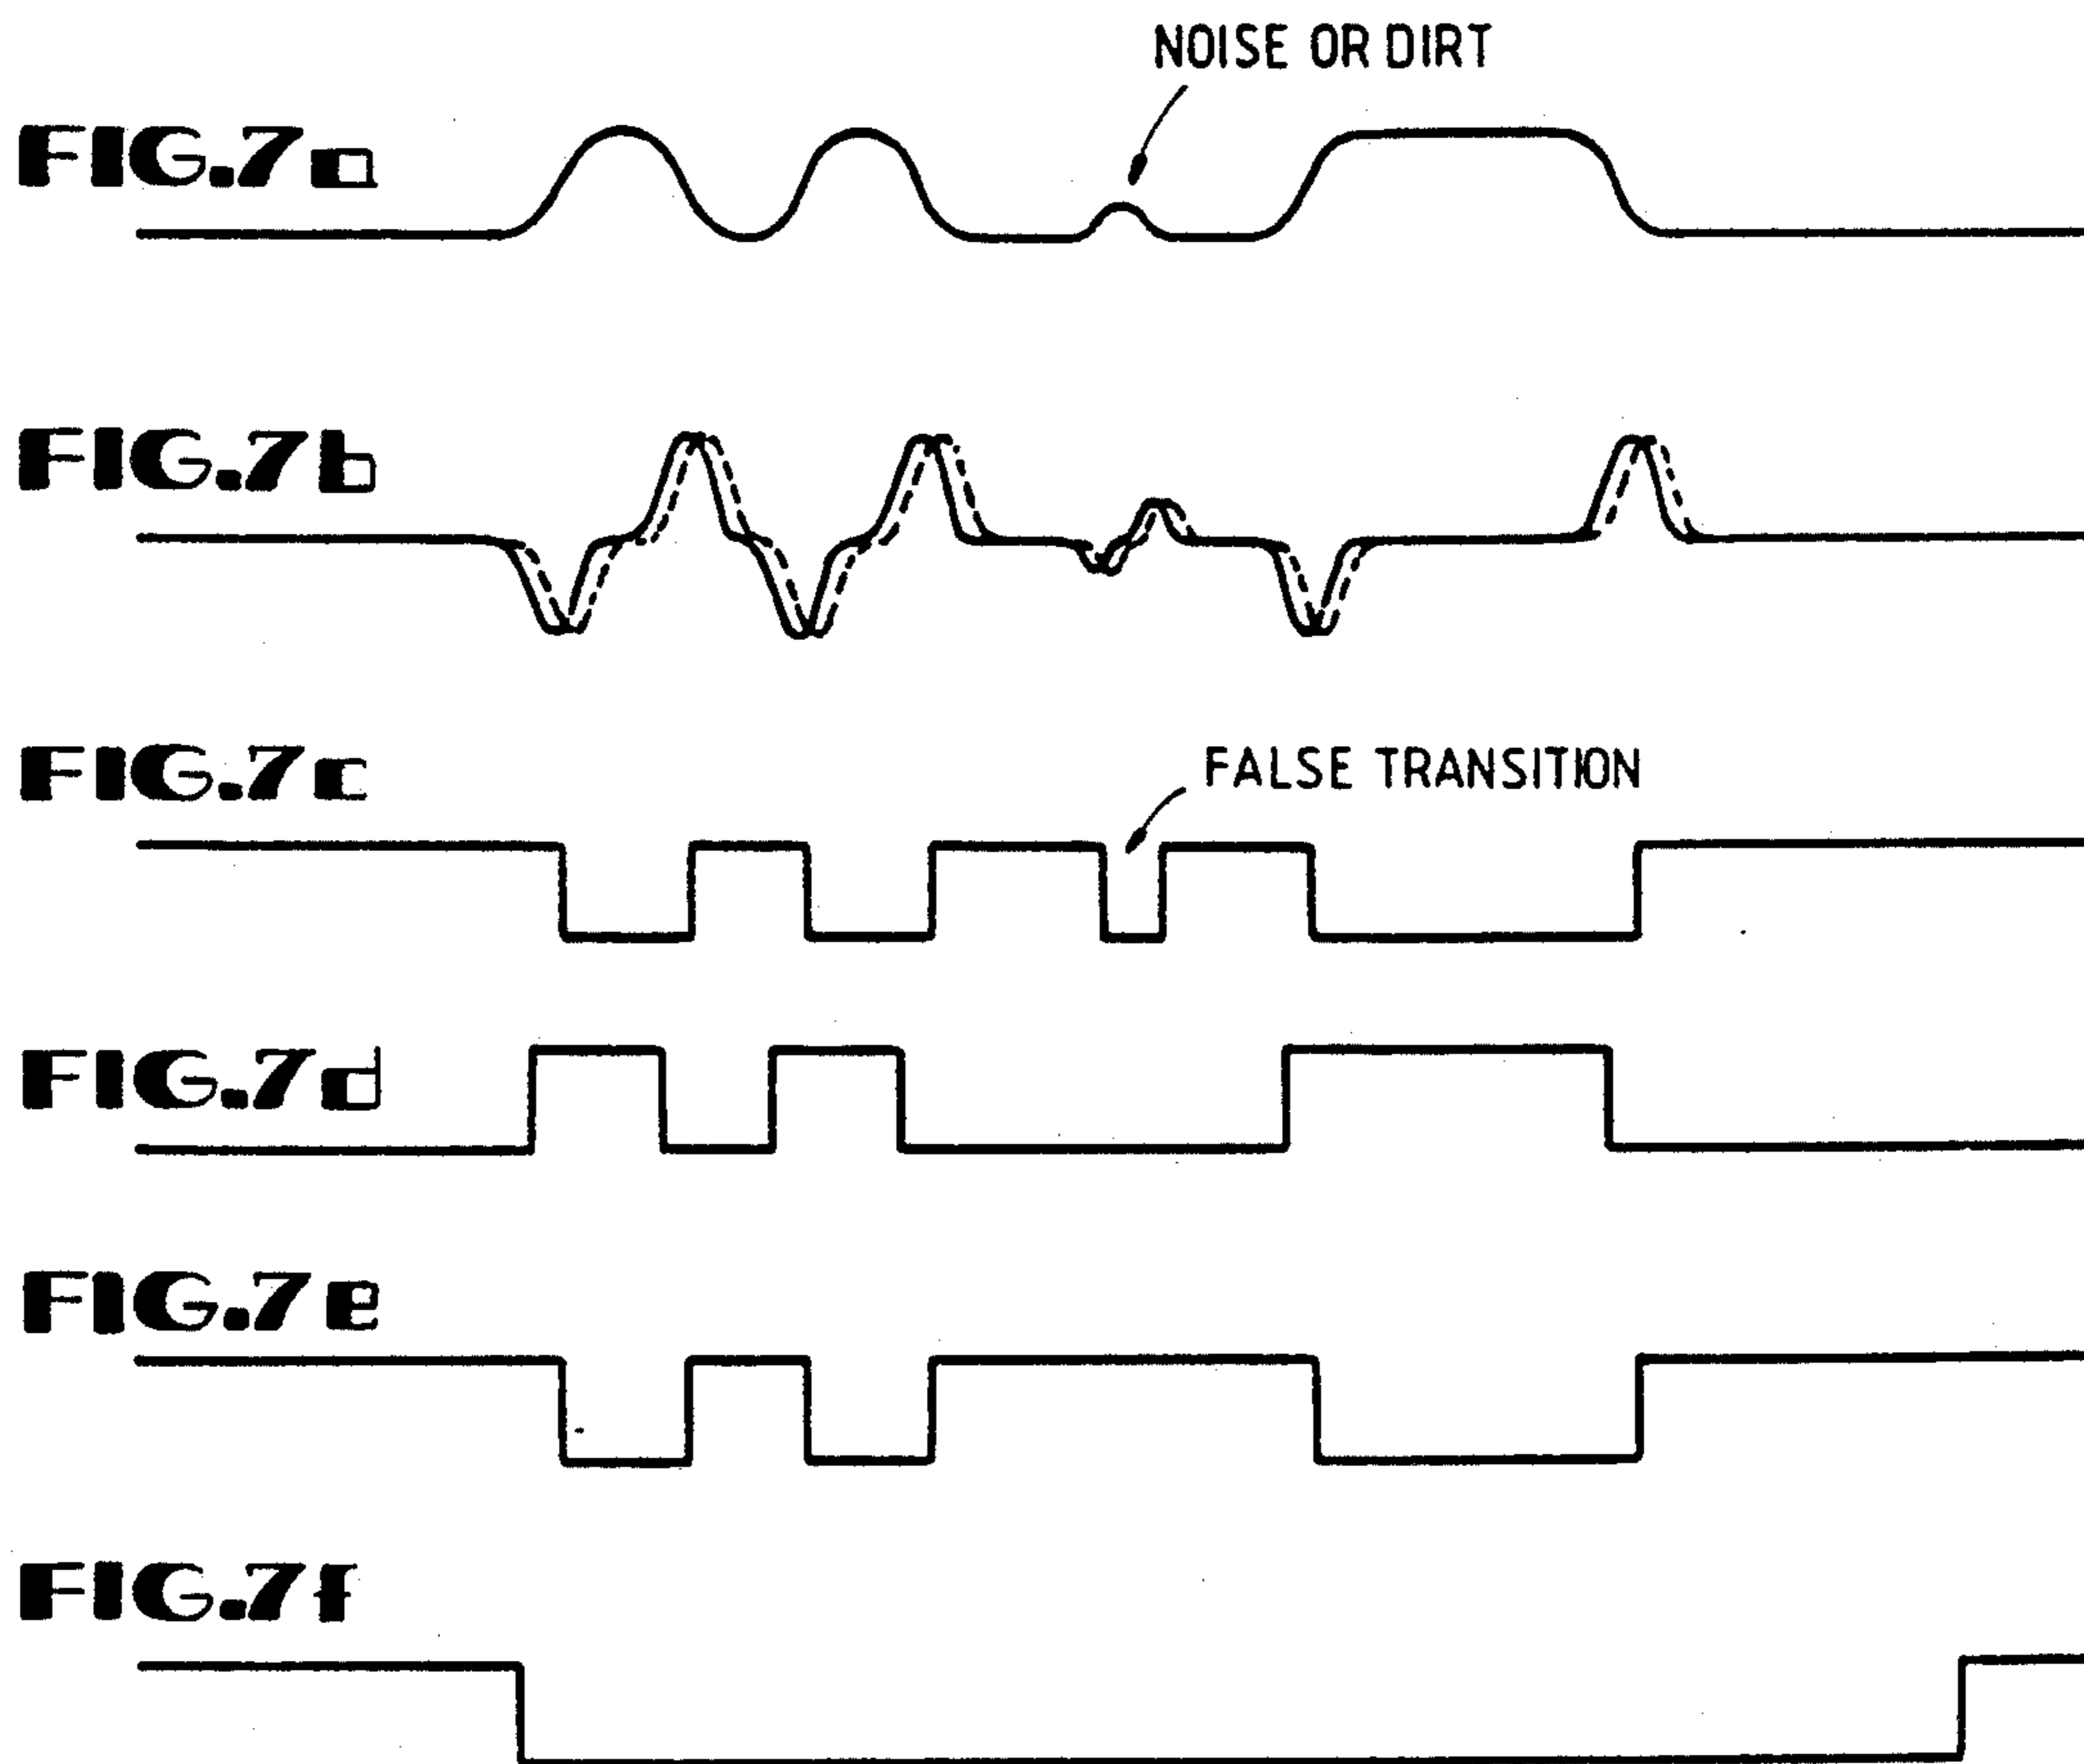 NOISE OR DIRT
FIG.7a
FIG.7b
FIG.7c
FALSE TRANSITION
FIG.7d
FIG.7e
FIG.7f